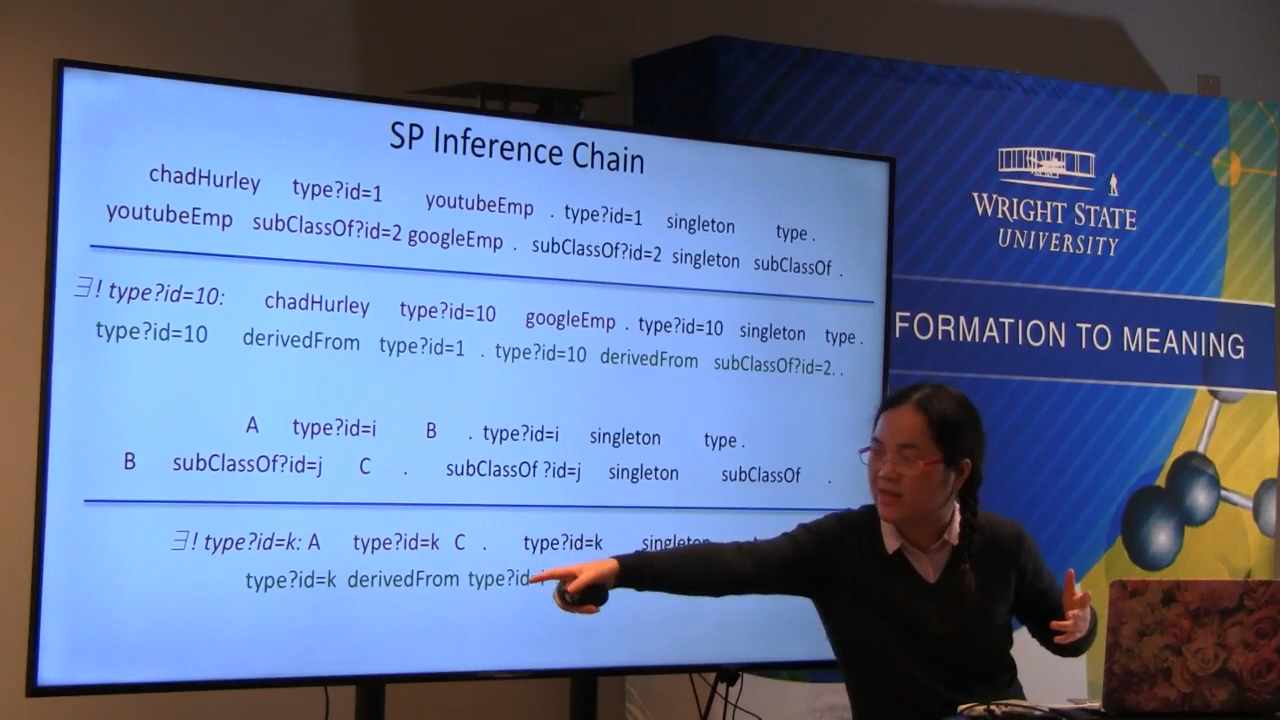 SP Inference Chain
chadHurley type?id=1 youtubeEmp . type?id=1 singleton type .
youtubeEmp subClassOf?id=2 googleEmp . subClassOf?id=2 singleton subClassOf .
∃! type?id=10: chadHurley type?id=10 googleEmp . type?id=10 singleton type .
type?id=10 derivedFrom type?id=1 . type?id=10 derivedFrom subClassOf?id=2. .
A type?id=i B . type?id=i singleton type .
B subClassOf?id=j C . subClassOf ?id=j singleton subClassOf .
∃! type?id=k: A type?id=k C . type?id=k singleton
type?id=k derivedFrom type?id
WRIGHT STATE
UNIVERSITY
FORMATION TO MEANING